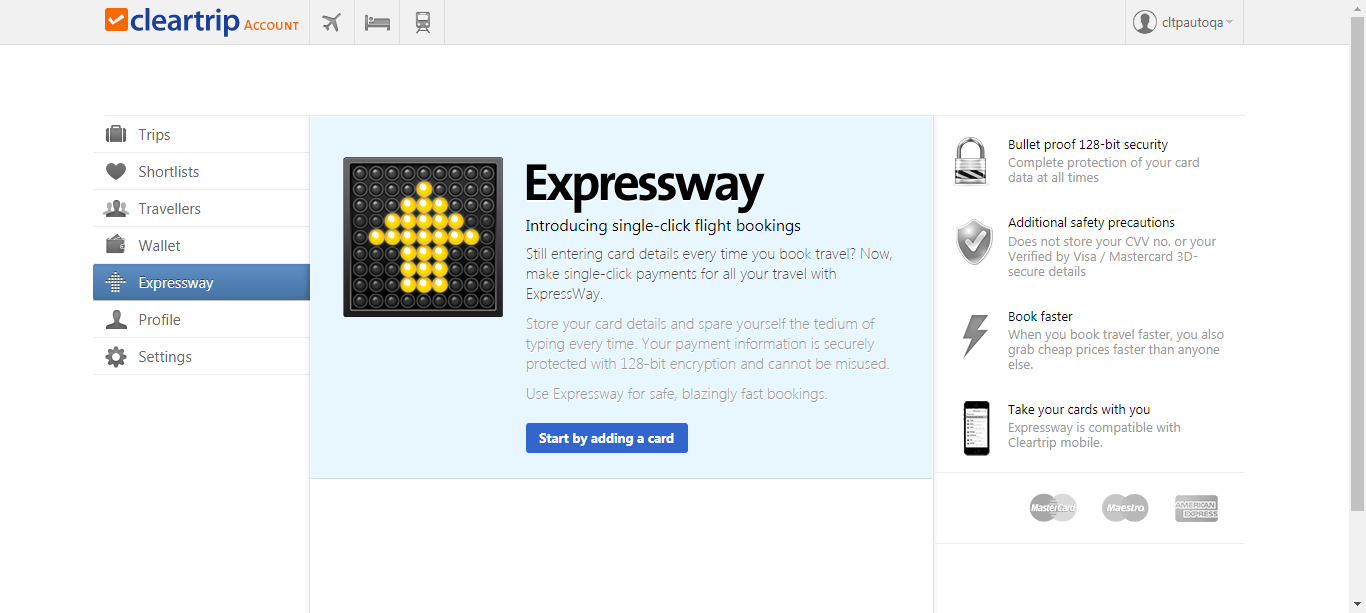 cleartrip ACCOUNT
cltpautoqa
Trips
Shortlists
Travellers
Wallet
Expressway
Profile
Settings
Expressway
Introducing single-click flight bookings
Still entering card details every time you book travel? Now,
make single-click payments for all your travel with
ExpressWay.
Store your card details and spare yourself the tedium of
typing every time. Your payment information is securely
protected with 128-bit encryption and cannot be misused.
Use Expressway for safe, blazingly fast bookings.
Start by adding a card
Bullet proof 128-bit security
Complete protection of your card
data at all times
Additional safety precautions
Does not store your CVV no. or your
Verified by Visa / Mastercard 3D-
secure details
Book faster
When you book travel faster, you also
grab cheap prices faster than anyone
else.
Take your cards with you
Expressway is compatible with
Cleartrip mobile.
MasterCard
Maestro
AMERICAN
EXPRESS